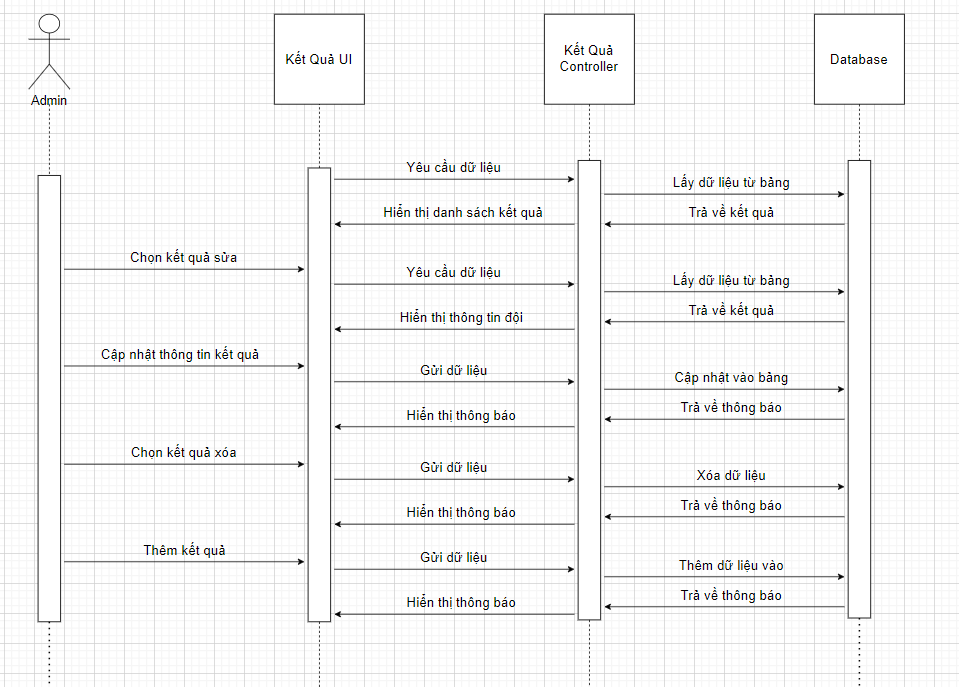 Admin
Kết Quả UI
Kết Quả
Controller
Database
Yêu cầu dữ liệu
Lấy dữ liệu từ bảng
Hiển thị danh sách kết quả
Trả về kết quả
Chọn kết quả sửa
Yêu cầu dữ liệu
Lấy dữ liệu từ bảng
Hiển thị thông tin đội
Trả về kết quả
Cập nhật thông tin kết quả
Gửi dữ liệu
Cập nhật vào bảng
Hiển thị thông báo
Trả về thông báo
Chọn kết quả xóa
Gửi dữ liệu
Xóa dữ liệu
Hiển thị thông báo
Trả về thông báo
Thêm kết quả
Gửi dữ liệu
Thêm dữ liệu vào
Hiển thị thông báo
Trả về thông báo